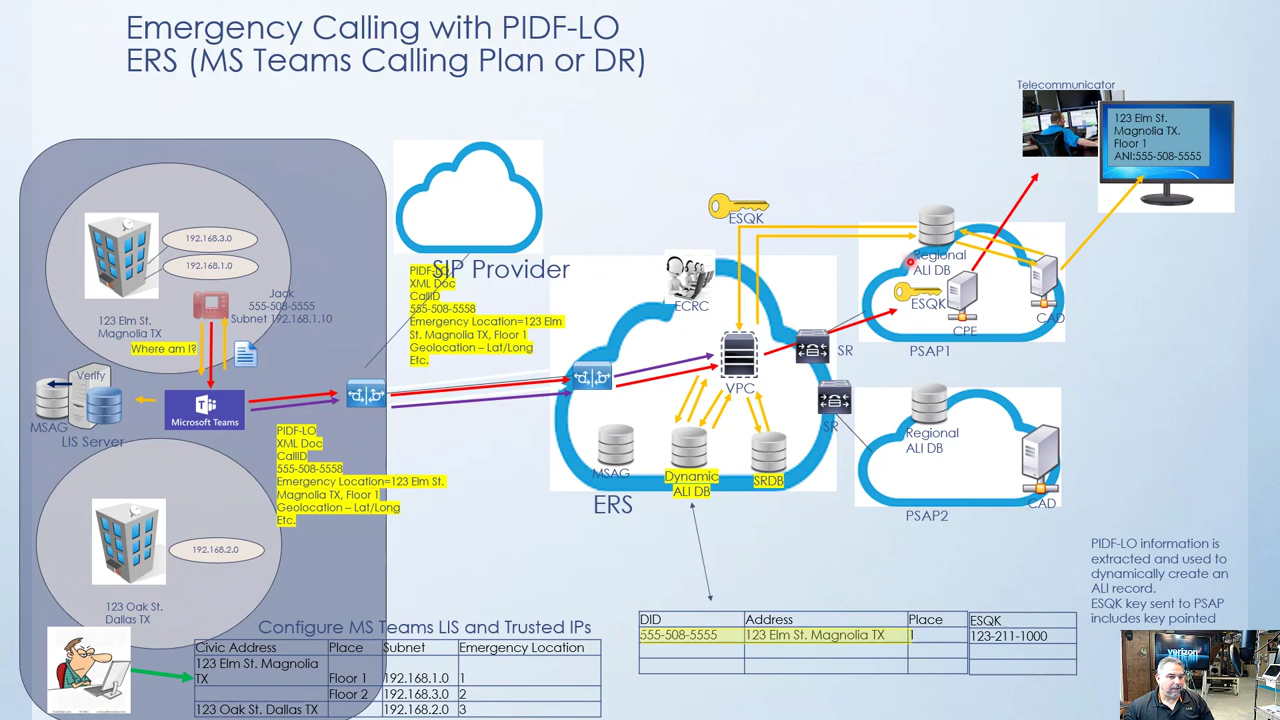 Emergency Calling with PIDF-LO
ERS (MS Teams Calling Plan or DR)
Telecommunicator
123 Elm St.
Magnolia TX.
Floor 1
ANI:555-508-5555
192.168.3.0
192.168.1.0
Jack
555-508-5555
Subnet 192.168.1.10
123 Elm St.
Magnolia TX
Where am I?
Verify
MSAG
LIS Server
Microsoft Teams
PIDF-LO
XML Doc
CallID
555-508-5558
Emergency Location=123 Elm St.
Magnolia TX, Floor 1
Geolocation – Lat/Long
Etc.
192.168.2.0
123 Oak St.
Dallas TX
SIP Provider
PIDF-LO
XML Doc
CallID
555-508-5558
Emergency Location=123 Elm
St. Magnolia TX, Floor 1
Geolocation – Lat/Long
Etc.
ESQK
ECRC
VPC
SR
SR
MSAG
Dynamic
ALI DB
SRDB
ERS
Regional
ALI DB
ESQK
CPE
CAD
PSAP1
Regional
ALI DB
CAD
PSAP2
PIDF-LO information is
extracted and used to
dynamically create an
ALI record.
ESQK key sent to PSAP
includes key pointed
Configure MS Teams LIS and Trusted IPs
Civic Address Place Subnet Emergency Location
123 Elm St. Magnolia
TX Floor 1 192.168.1.0 1
Floor 2 192.168.3.0 2
123 Oak St. Dallas TX 192.168.2.0 3
DID Address Place ESQK
555-508-5555 123 Elm St. Magnolia TX 1 123-211-1000
verizon